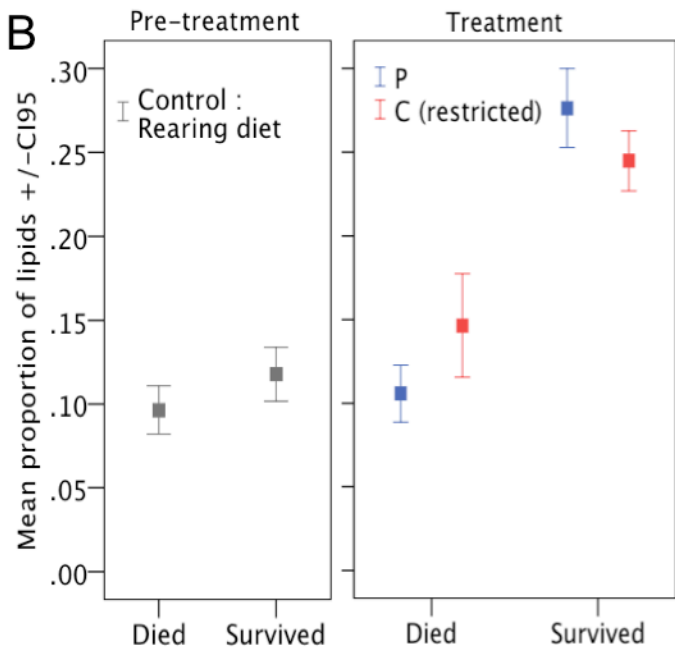 B
Pre-treatment
Treatment
Mean proportion of lipids +/-CI95
.30
.25
.20
.15
.10
.05
.00
Control :
Rearing diet
P
C (restricted)
Died
Survived
Died
Survived